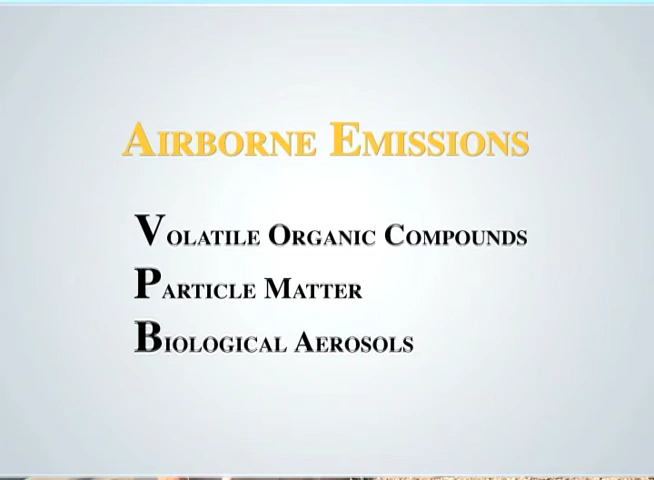 Airborne Emissions
Volatile Organic Compounds
Particle Matter
Biological Aerosols